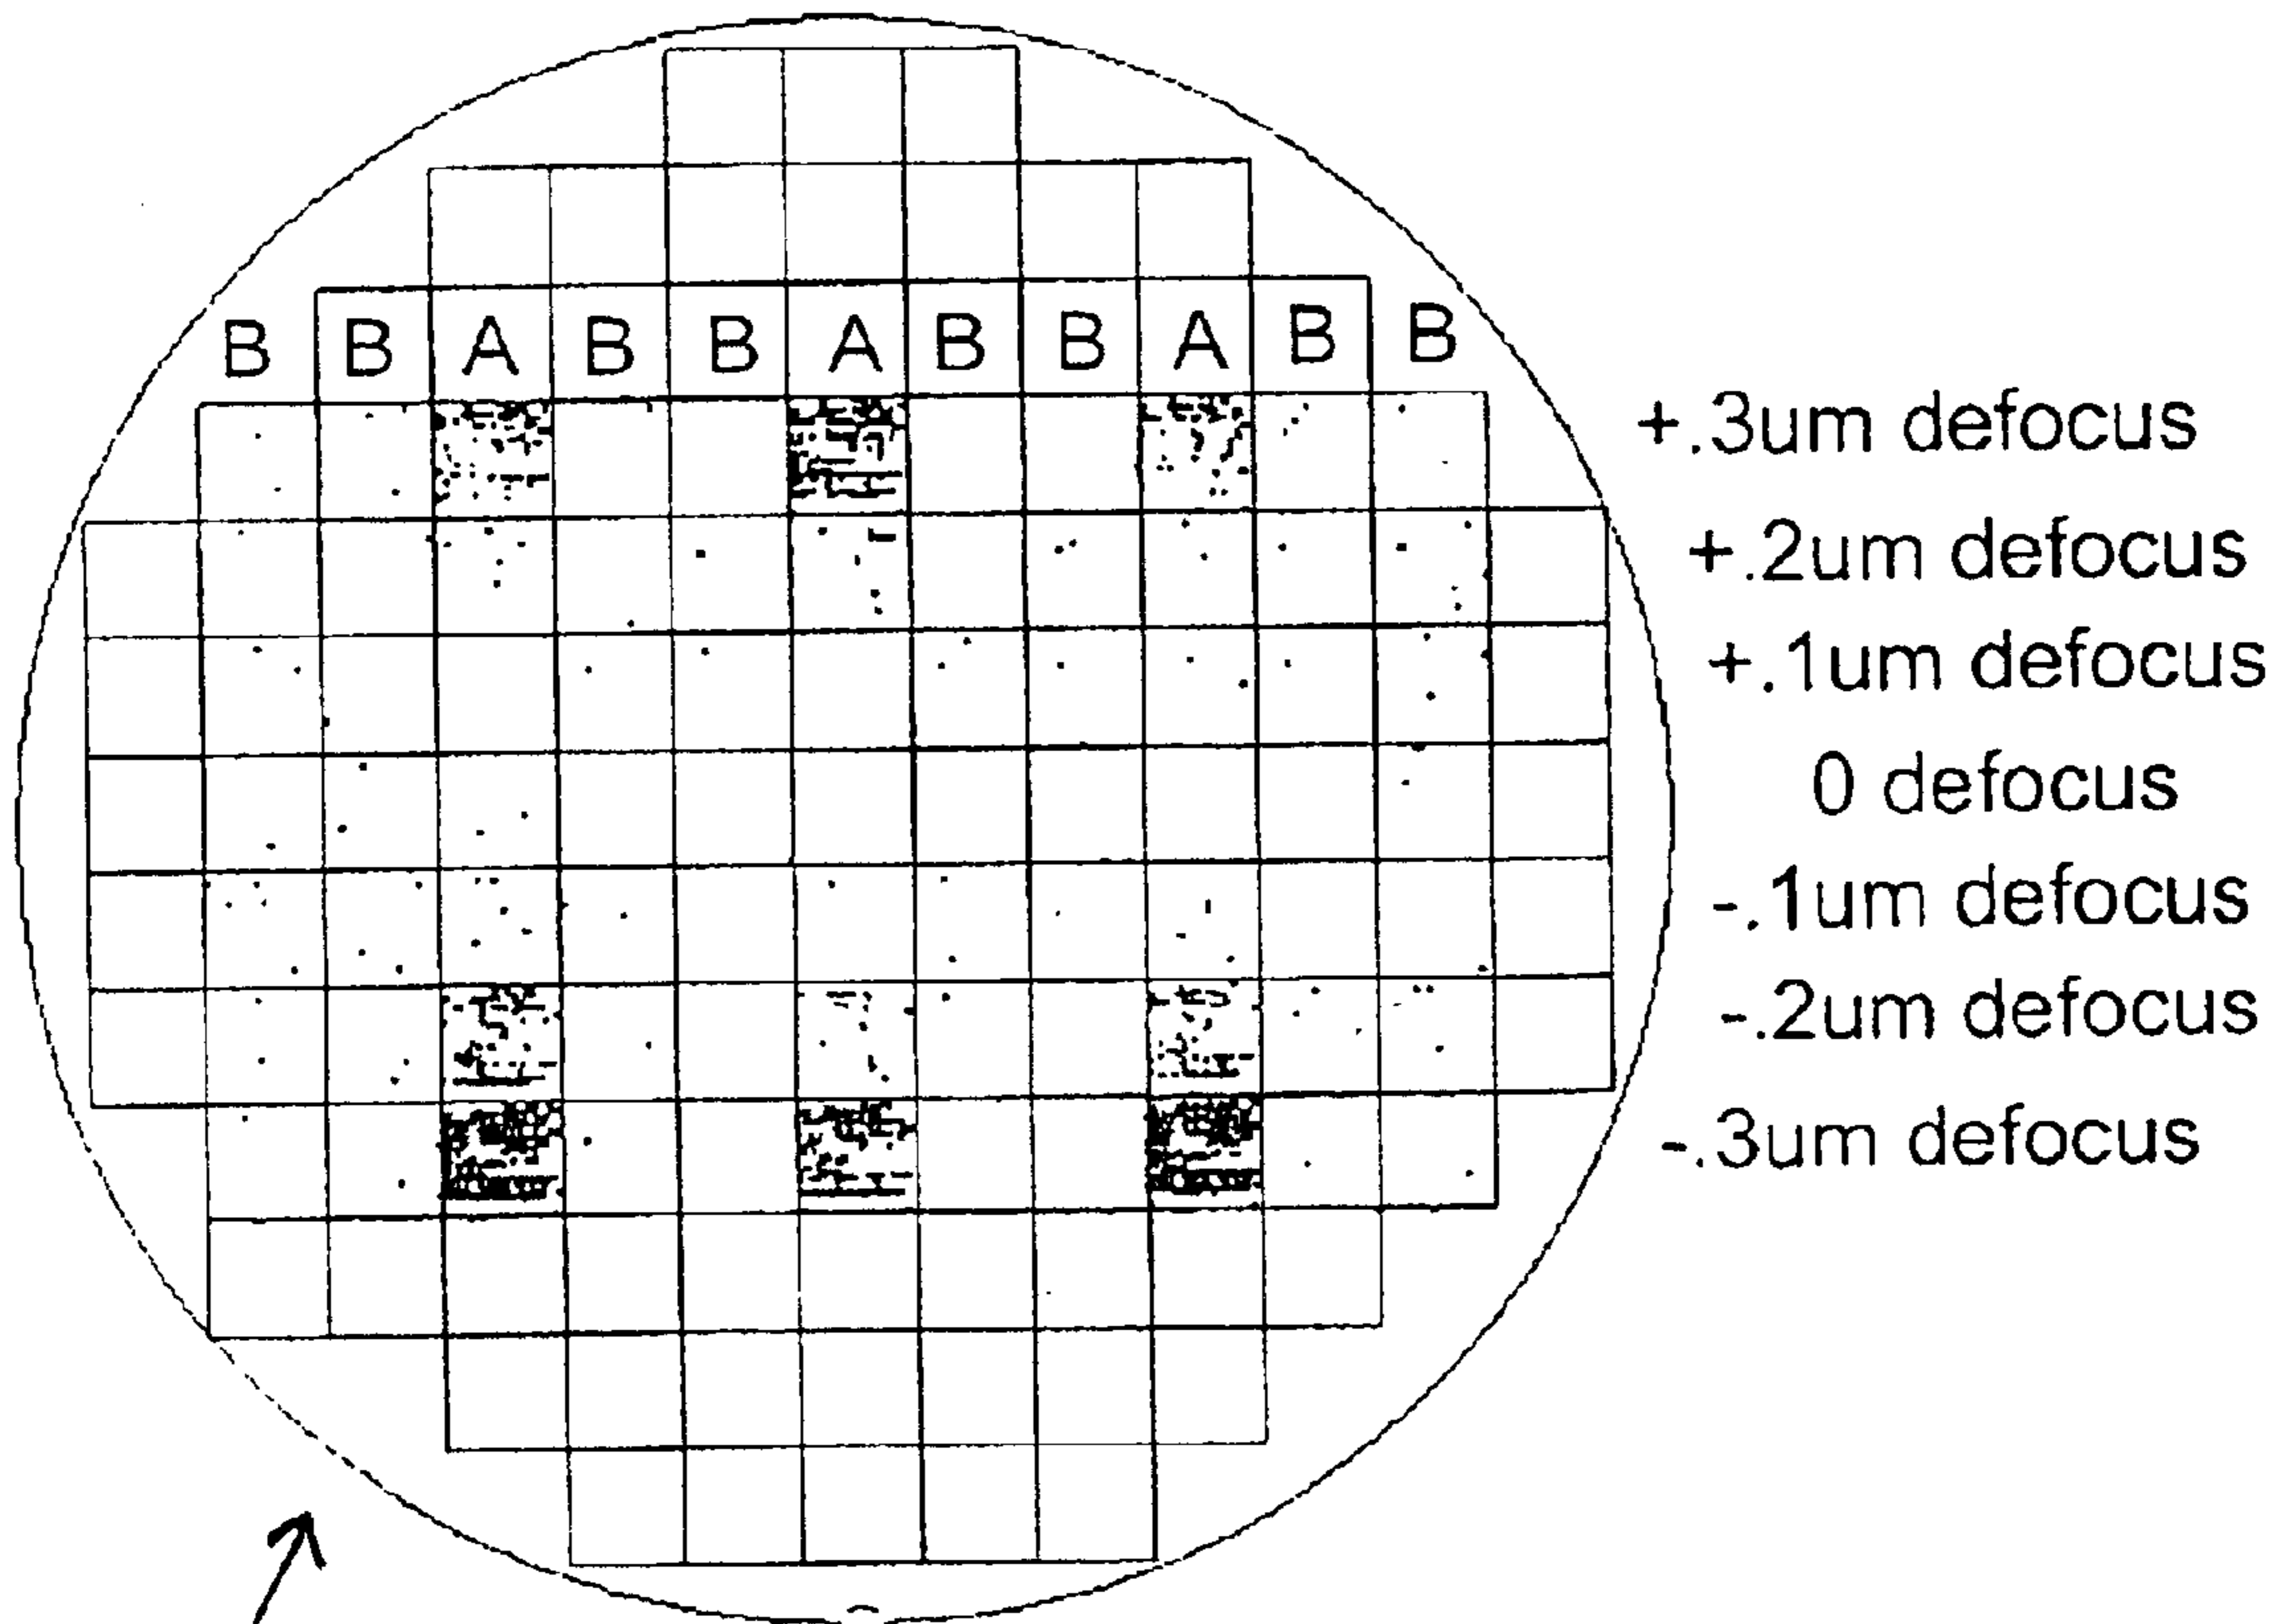 B B A B B A B B A B B
+.3um defocus
+.2um defocus
+.1um defocus
0 defocus
-.1um defocus
-.2um defocus
-.3um defocus